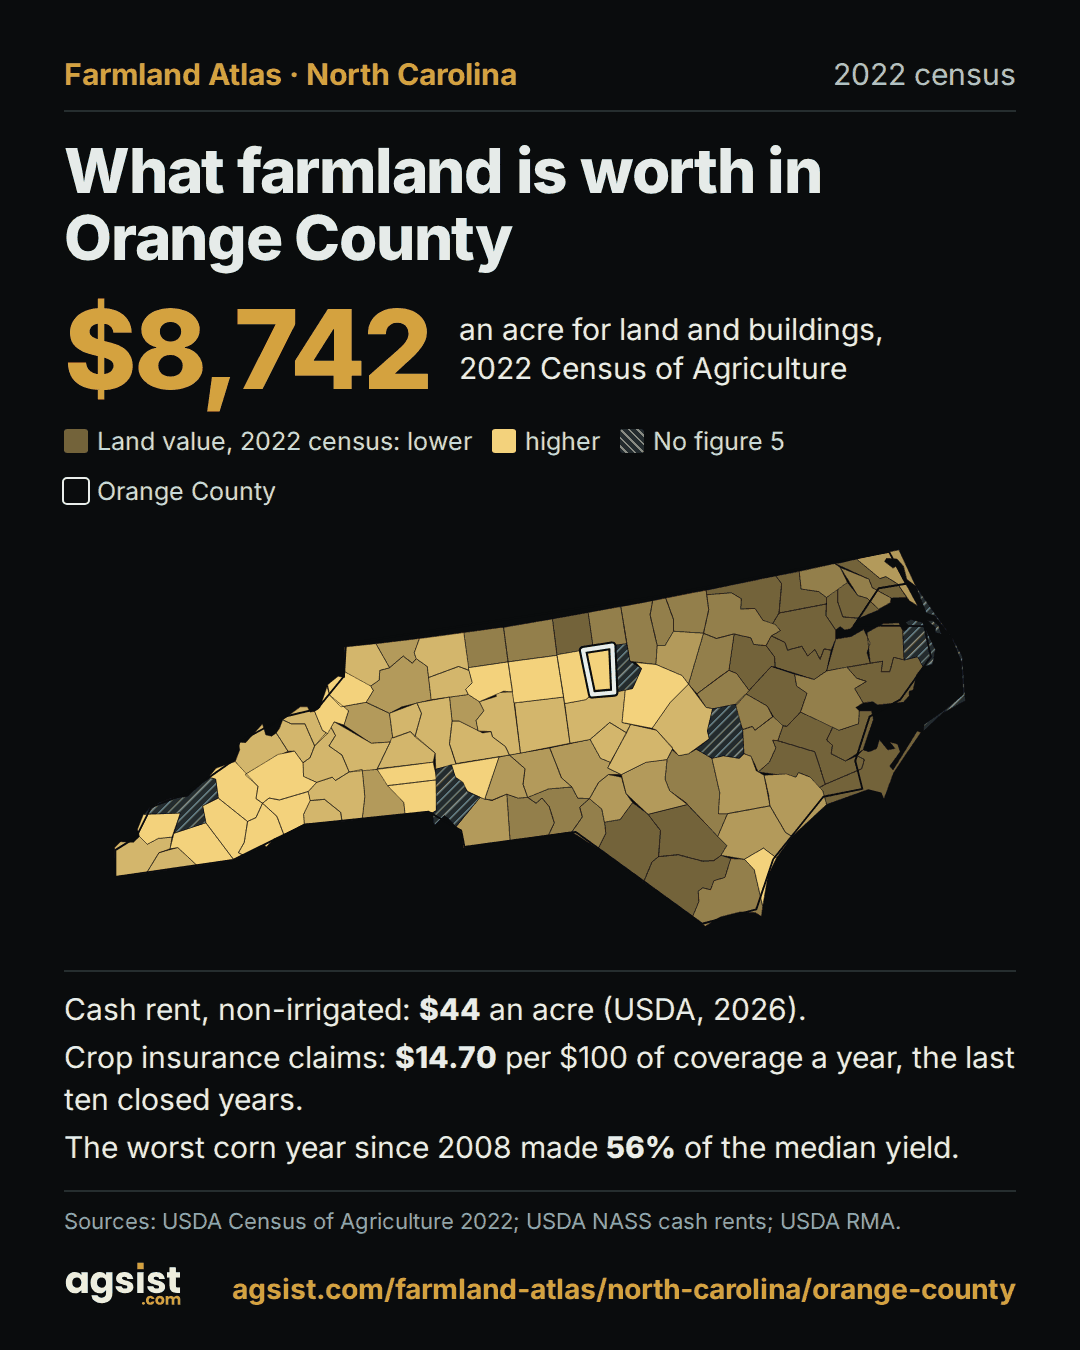 Farmland Atlas · North Carolina
2022 census
What farmland is worth in
Orange County
$8,742
an acre for land and buildings,
2022 Census of Agriculture
Land value, 2022 census: lower
higher
No figure 5
Orange County
Cash rent, non-irrigated: $44 an acre (USDA, 2026).
Crop insurance claims: $14.70 per $100 of coverage a year, the last
ten closed years.
The worst corn year since 2008 made 56% of the median yield.
Sources: USDA Census of Agriculture 2022; USDA NASS cash rents; USDA RMA.
agsist
.com
agsist.com/farmland-atlas/north-carolina/orange-county